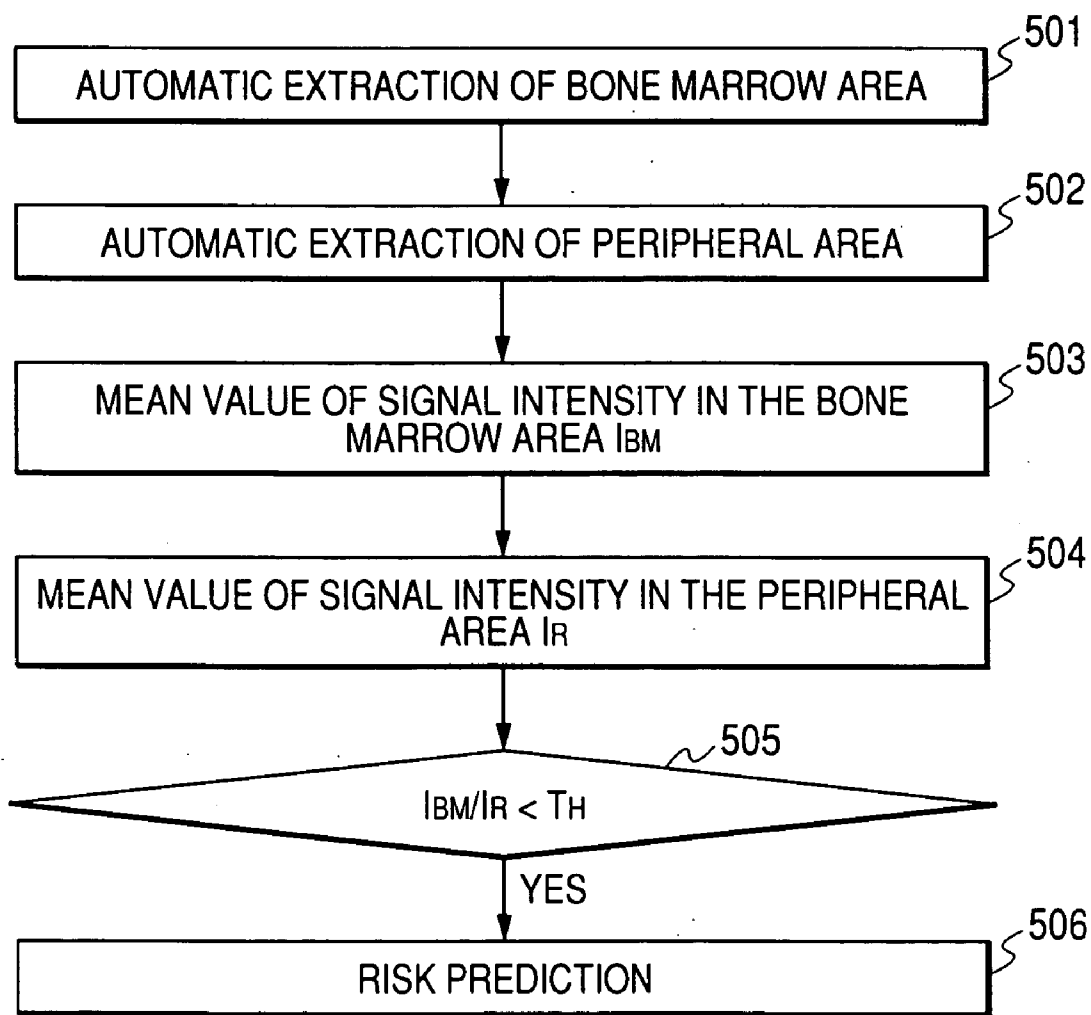 501
AUTOMATIC EXTRACTION OF BONE MARROW AREA
502
AUTOMATIC EXTRACTION OF PERIPHERAL AREA
503
MEAN VALUE OF SIGNAL INTENSITY IN THE BONE
MARROW AREA IBM
504
MEAN VALUE OF SIGNAL INTENSITY IN THE PERIPHERAL
AREA IR
505
IBM/IR < TH
YES
506
RISK PREDICTION